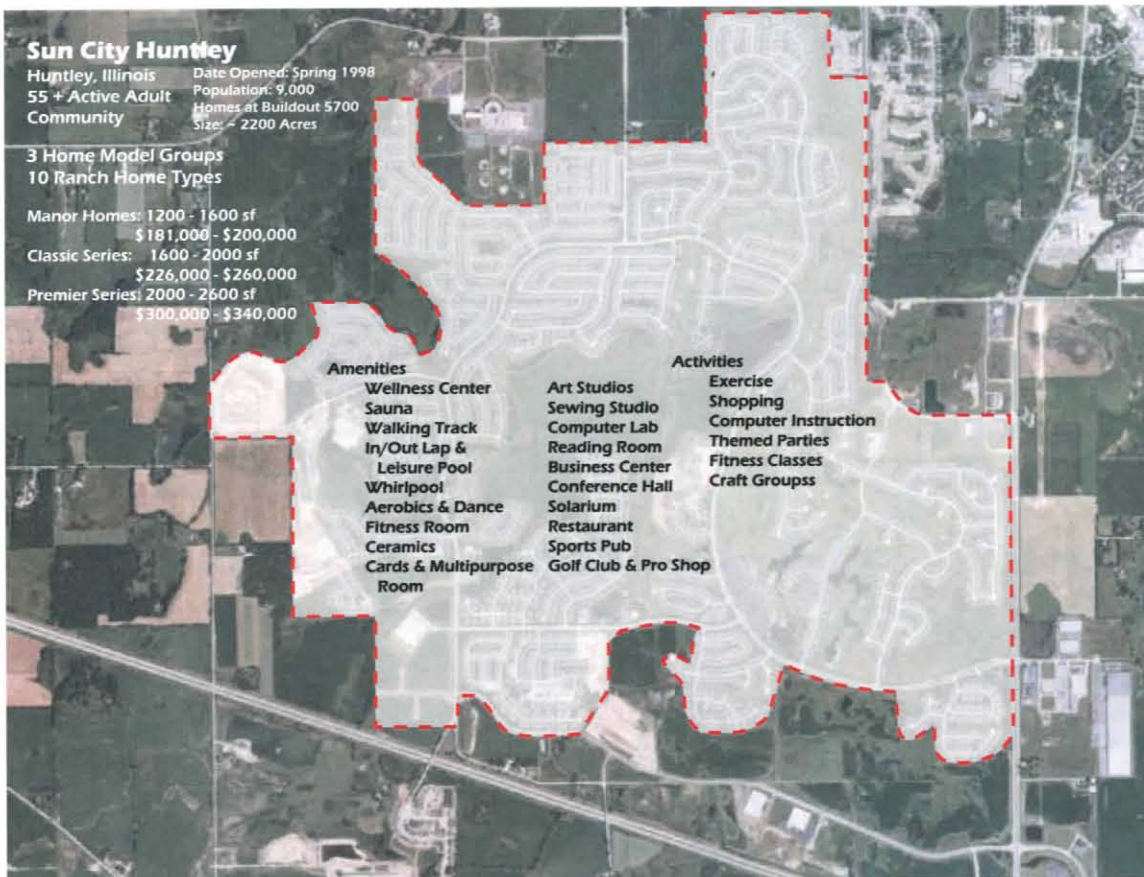 Sun City Huntley
Huntley, Illinois
55 + Active Adult
Community
Date Opened: Spring 1998
Population: 9,000
Homes at Buildout 5700
Size: ~ 2200 Acres
3 Home Model Groups
10 Ranch Home Types
Manor Homes: 1200 - 1600 sf
$181,000 - $200,000
Classic Series: 1600 - 2000 sf
$226,000 - $260,000
Premier Series: 2000 - 2600 sf
$300,000 - $340,000
Amenities
Wellness Center
Sauna
Walking Track
In/Out Lap &
Leisure Pool
Whirlpool
Aerobics & Dance
Fitness Room
Ceramics
Cards & Multipurpose
Room
Art Studios
Sewing Studio
Computer Lab
Reading Room
Business Center
Conference Hall
Solarium
Restaurant
Sports Pub
Golf Club & Pro Shop
Activities
Exercise
Shopping
Computer Instruction
Themed Parties
Fitness Classes
Craft Groupss